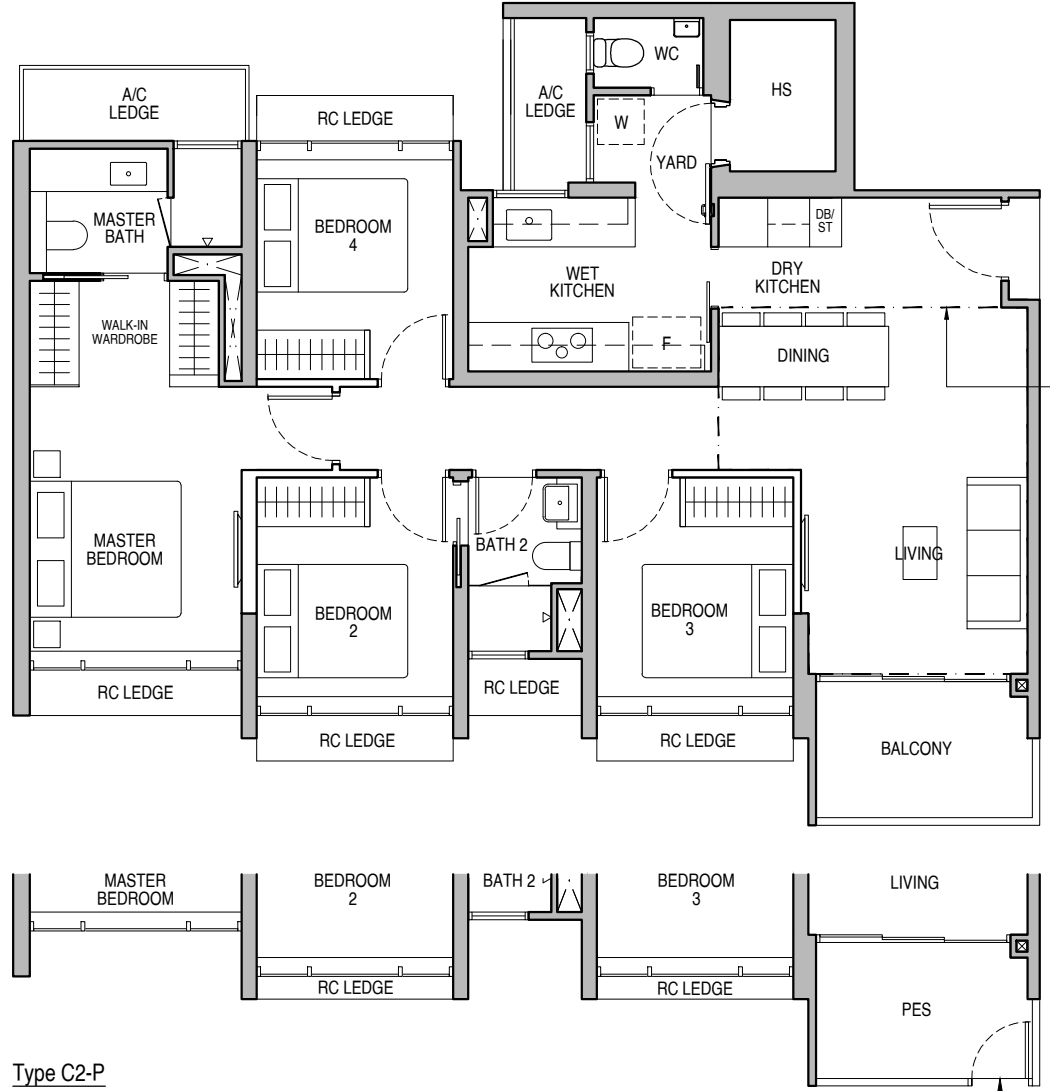 WC
A/C
LEDGE
HS
A/C
LEDGE
RC LEDGE
W
YARD
MASTER
BATH
BEDROOM
4
DB/
ST
WET
KITCHEN
DRY
KITCHEN
WALK-IN
WARDROBE
F
DINING
MASTER
BEDROOM
BATH 2
LIVING
BEDROOM
2
BEDROOM
3
RC LEDGE
RC LEDGE
RC LEDGE
RC LEDGE
BALCONY
MASTER
BEDROOM
BEDROOM
2
BATH 2
BEDROOM
3
LIVING
RC LEDGE
RC LEDGE
PES
Type C2-P